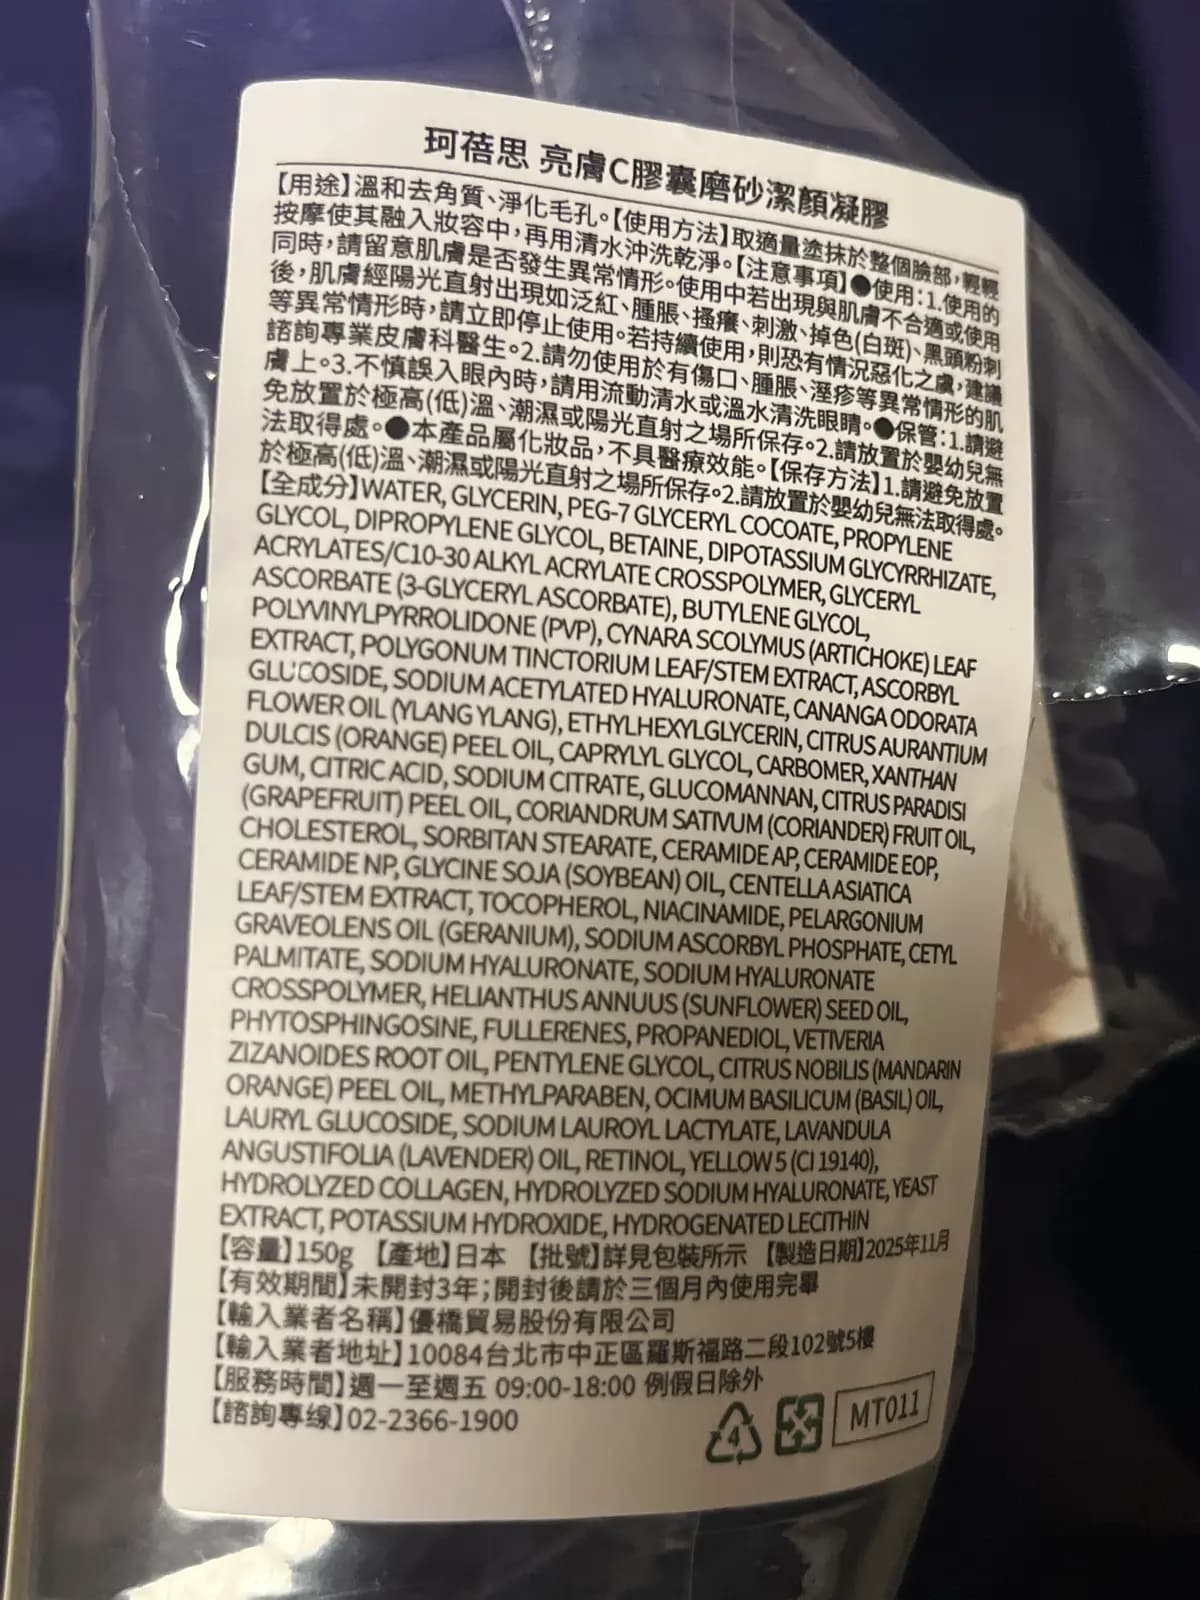 珂蓓思 亮膚C膠囊磨砂潔顏凝膠
【用途】溫和去角質、淨化毛孔。【使用方法】取適量塗抹於整個臉部,輕輕
按摩使其融入妝容中,再用清水沖洗乾淨。【注意事項】●使用:1.使用的
同時,請留意肌膚是否發生異常情形。使用中若出現與肌膚不合適或使用
後,肌膚經陽光直射出現如泛紅、腫脹、搔癢、刺激、掉色(白斑)、黑頭粉刺
等異常情形時,請立即停止使用。若持續使用,則恐有情況惡化之虞,建議
諮詢專業皮膚科醫生。2.請勿使用於有傷口、腫脹、溼疹等異常情形的肌
膚上。3.不慎誤入眼內時,請用流動清水或溫水清洗眼睛。●保管:1.請避
免放置於極高(低)溫、潮濕或陽光直射之場所保存。2.請放置於嬰幼兒無
法取得處。●本產品屬化妝品,不具醫療效能。【保存方法】1.請避免放置
於極高(低)溫、潮濕或陽光直射之場所保存。2.請放置於嬰幼兒無法取得處。
【全成分】WATER, GLYCERIN, PEG-7 GLYCERYL COCOATE, PROPYLENE
GLYCOL, DIPROPYLENE GLYCOL, BETAINE, DIPOTASSIUM GLYCYRRHIZATE,
ACRYLATES/C10-30 ALKYL ACRYLATE CROSSPOLYMER, GLYCERYL
ASCORBATE (3-GLYCERYL ASCORBATE), BUTYLENE GLYCOL,
POLYVINYLPYRROLIDONE (PVP), CYNARA SCOLYMUS (ARTICHOKE) LEAF
EXTRACT, POLYGONUM TINCTORIUM LEAF/STEM EXTRACT, ASCORBYL
GLUCOSIDE, SODIUM ACETYLATED HYALURONATE, CANANGA ODORATA
FLOWER OIL (YLANG YLANG), ETHYLHEXYLGLYCERIN, CITRUS AURANTIUM
DULCIS (ORANGE) PEEL OIL, CAPRYLYL GLYCOL, CARBOMER, XANTHAN
GUM, CITRIC ACID, SODIUM CITRATE, GLUCOMANNAN, CITRUS PARADISI
(GRAPEFRUIT) PEEL OIL, CORIANDRUM SATIVUM (CORIANDER) FRUIT OIL,
CHOLESTEROL, SORBITAN STEARATE, CERAMIDE AP, CERAMIDE EOP,
CERAMIDE NP, GLYCINE SOJA (SOYBEAN) OIL, CENTELLA ASIATICA
LEAF/STEM EXTRACT, TOCOPHEROL, NIACINAMIDE, PELARGONIUM
GRAVEOLENS OIL (GERANIUM), SODIUM ASCORBYL PHOSPHATE, CETYL
PALMITATE, SODIUM HYALURONATE, SODIUM HYALURONATE
CROSSPOLYMER, HELIANTHUS ANNUUS (SUNFLOWER) SEED OIL,
PHYTOSPHINGOSINE, FULLERENES, PROPANEDIOL, VETIVERIA
ZIZANOIDES ROOT OIL, PENTYLENE GLYCOL, CITRUS NOBILIS (MANDARIN
ORANGE) PEEL OIL, METHYLPARABEN, OCIMUM BASILICUM (BASIL) OIL,
LAURYL GLUCOSIDE, SODIUM LAUROYL LACTYLATE, LAVANDULA
ANGUSTIFOLIA (LAVENDER) OIL, RETINOL, YELLOW 5 (CI 19140),
HYDROLYZED COLLAGEN, HYDROLYZED SODIUM HYALURONATE, YEAST
EXTRACT, POTASSIUM HYDROXIDE, HYDROGENATED LECITHIN
【容量】150g 【產地】日本 【批號】詳見包裝所示 【製造日期】2025年11月
【有效期間】未開封3年;開封後請於三個月內使用完畢
【輸入業者名稱】優橋貿易股份有限公司
【輸入業者地址】10084台北市中正區羅斯福路二段102號5樓
【服務時間】週一至週五 09:00-18:00 例假日除外
【諮詢專線】02-2366-1900
4 MT011